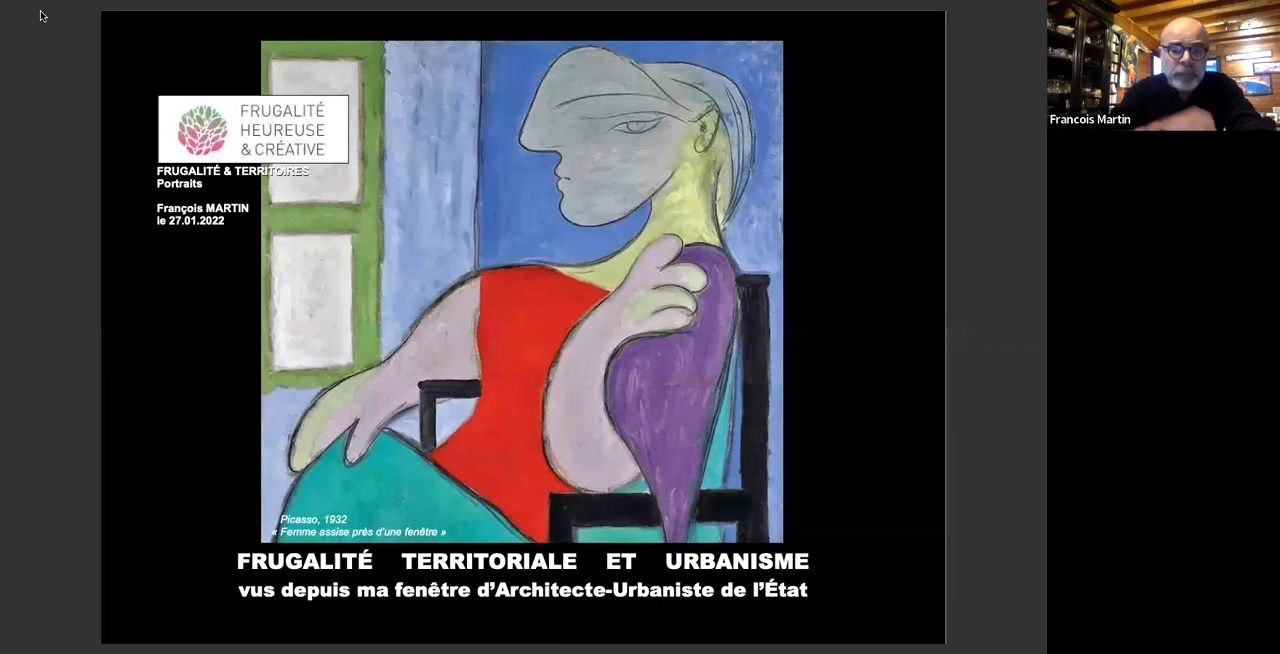 FRUGALITÉ
HEUREUSE
& CRÉATIVE
FRUGALITÉ & TERRITOIRES
Portraits
François MARTIN
le 27.01.2022
Picasso, 1932
« Femme assise près d'une fenêtre »
FRUGALITÉ TERRITORIALE ET URBANISME
vus depuis ma fenêtre d’Architecte-Urbaniste de l’État
Francois Martin